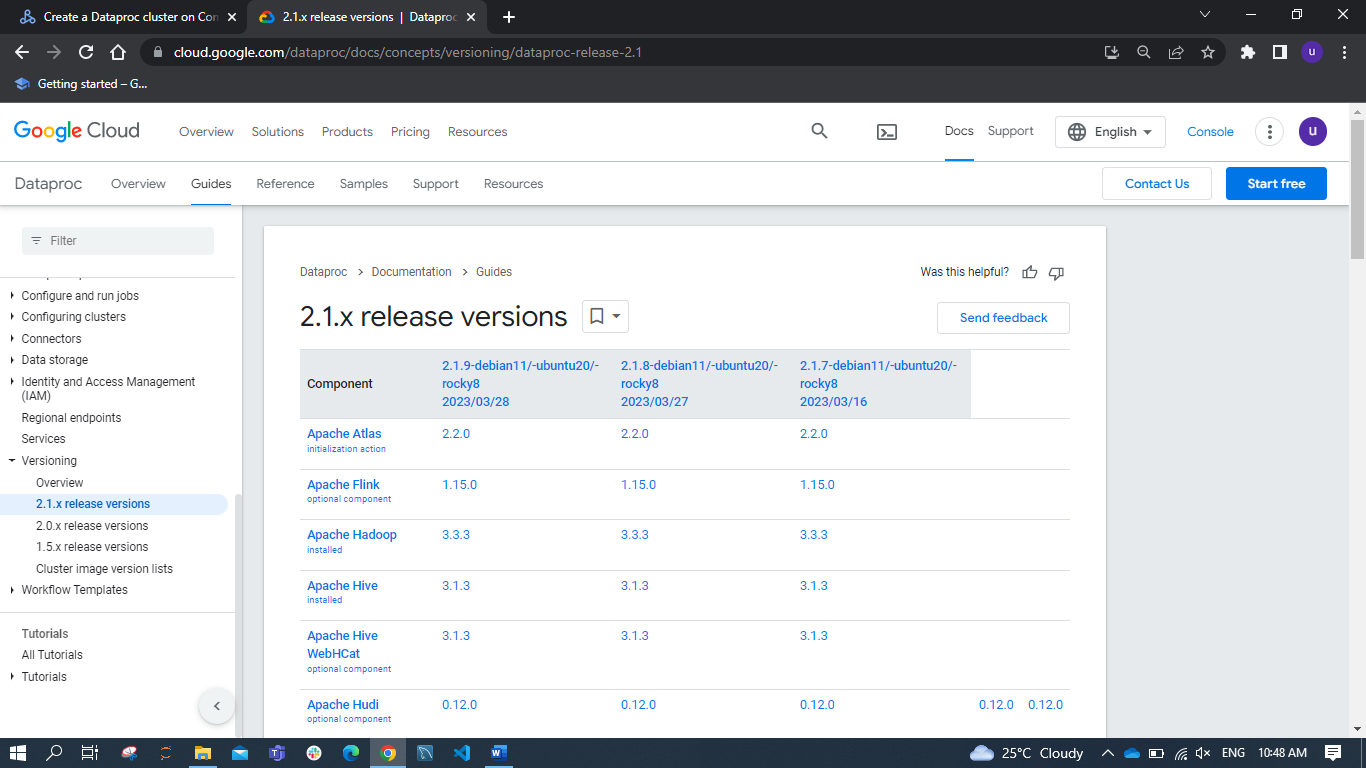 Create a Dataproc cluster on Con
2.1.x release versions | Dataproc
cloud.google.com/dataproc/docs/concepts/versioning/dataproc-release-2.1
u
Getting started – G...
Google Cloud
Overview
Solutions
Products
Pricing
Resources
Docs
Support
English
Console
u
Dataproc
Overview
Guides
Reference
Samples
Support
Resources
Contact Us
Start free
Filter
Configure and run jobs
Configuring clusters
Connectors
Data storage
Identity and Access Management
(IAM)
Regional endpoints
Services
Versioning
Overview
2.1.x release versions
2.0.x release versions
1.5.x release versions
Cluster image version lists
Workflow Templates
Tutorials
All Tutorials
Tutorials
Dataproc > Documentation > Guides
Was this helpful?
2.1.x release versions
Send feedback
Component
2.1.9-debian11/-ubuntu20/-
rocky8
2023/03/28
2.1.8-debian11/-ubuntu20/-
rocky8
2023/03/27
2.1.7-debian11/-ubuntu20/-
rocky8
2023/03/16
Apache Atlas
initialization action
2.2.0
2.2.0
2.2.0
Apache Flink
optional component
1.15.0
1.15.0
1.15.0
Apache Hadoop
installed
3.3.3
3.3.3
3.3.3
Apache Hive
installed
3.1.3
3.1.3
3.1.3
Apache Hive
WebHCat
optional component
3.1.3
3.1.3
3.1.3
Apache Hudi
optional component
0.12.0
0.12.0
0.12.0
0.12.0
0.12.0
25°C Cloudy
ENG
10:48 AM